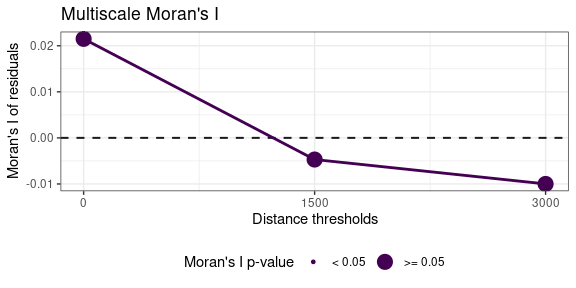 Multiscale Moran's I
Moran's I of residuals
0.02
0.01
0.00
-0.01
0
1500
3000
Distance thresholds
Moran's I p-value
< 0.05
>= 0.05